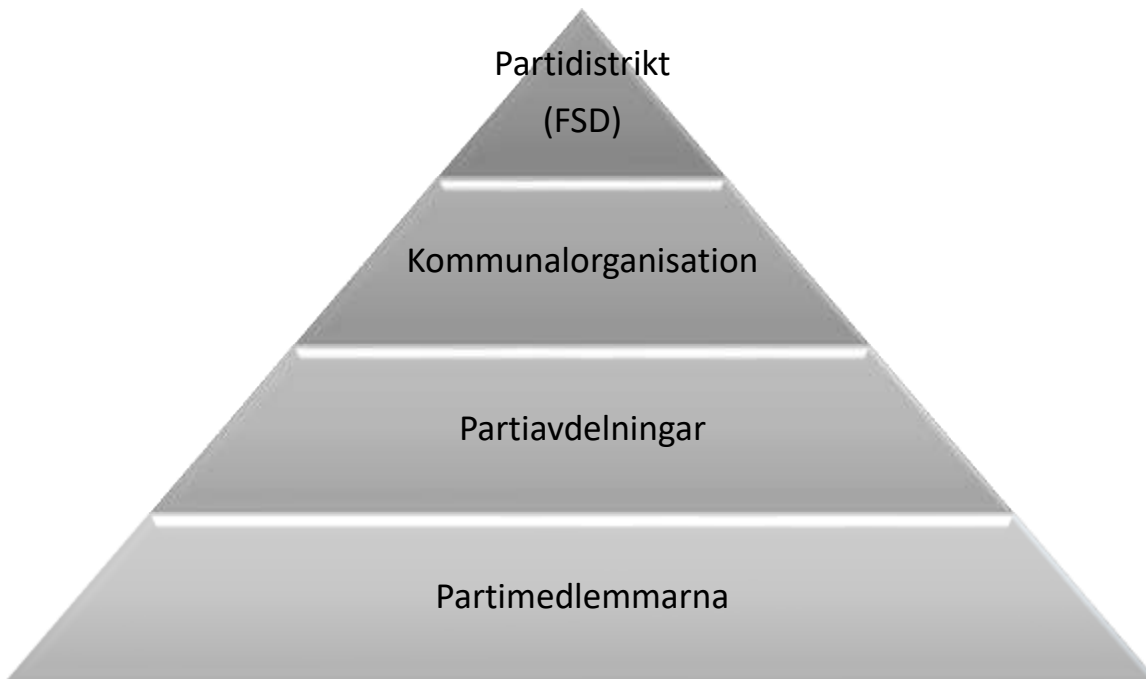 Partidistrikt
(FSD)
Kommunalorganisation
Partiavdelningar
Partimedlemmarna